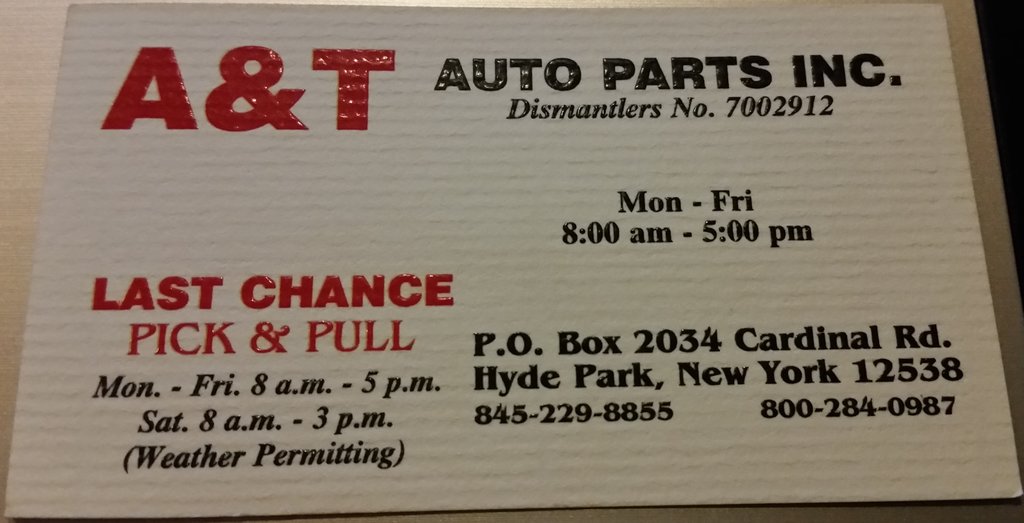 A&T AUTO PARTS INC.
Dismantlers No. 7002912
Mon - Fri
8:00 am - 5:00 pm
LAST CHANCE
PICK & PULL
Mon. - Fri. 8 a.m. - 5 p.m.
Sat. 8 a.m. - 3 p.m.
(Weather Permitting)
P.O. Box 2034 Cardinal Rd.
Hyde Park, New York 12538
845-229-8855 800-284-0987